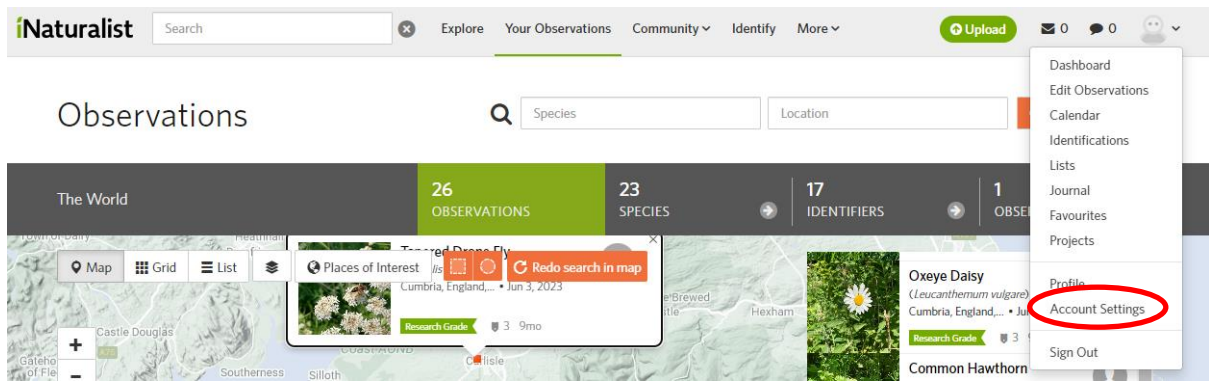 iNaturalist Search Explore Your Observations Community Identify More Upload 0 0
Dashboard
Edit Observations
Calendar
Identifications
Lists
Journal
Favourites
Projects
Profile
Account Settings
Sign Out
Observations Species Location
The World
26
OBSERVATIONS
23
SPECIES
17
IDENTIFIERS
1
Map Grid List Places of Interest Redo search in map
Tapered Drone Fly
Cumbria, England,... • Jun 3, 2023
Research Grade 3 9mo
Oxeye Daisy
(Leucanthemum vulgare)
Cumbria, England,...
Research Grade 3
Common Hawthorn
Castle Douglas
Hexham
Carlisle
Southerness
Silloth
+
−